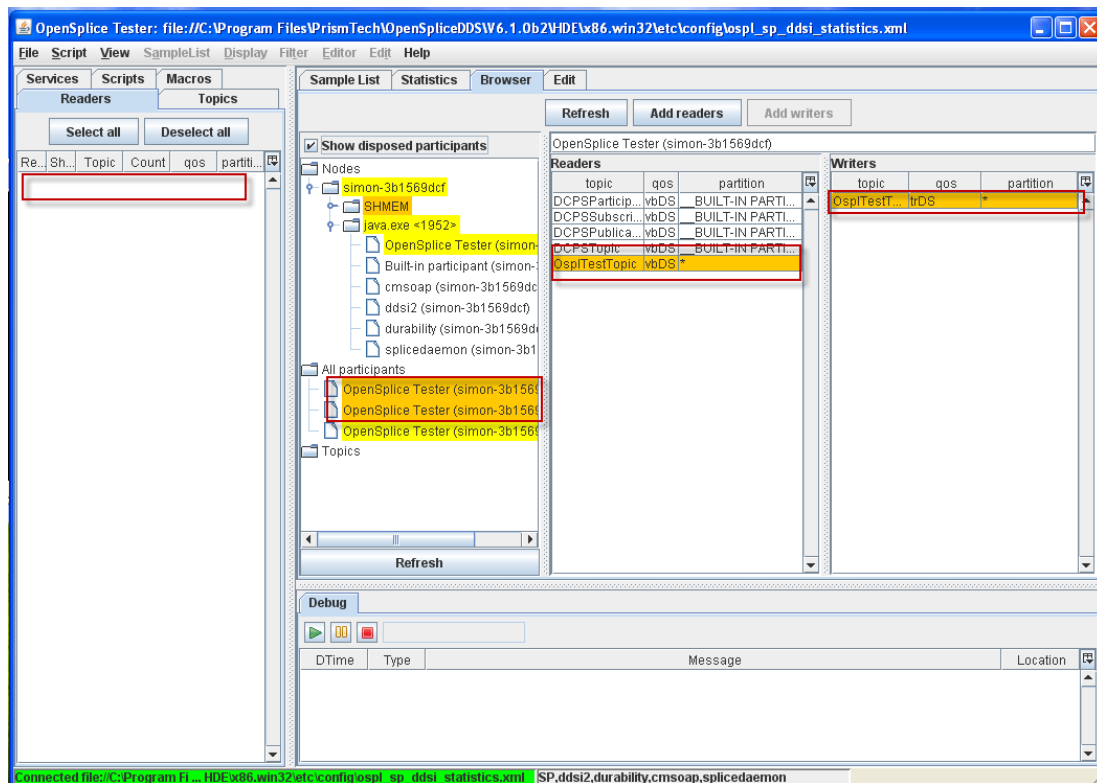 OpenSplice Tester: file://C:\Program Files\PrismTech\OpenSpliceDDS\V6.1.0b2\HDE\x86.win32\etc\config\ospl_sp_ddsi_statistics.xml
File Script View SampleList Display Filter Editor Edit Help
Services Scripts Macros
Readers Topics
Select all Deselect all
Re... Sh... Topic Count qos partiti...
Sample List Statistics Browser Edit
Refresh Add readers Add writers
Show disposed participants
Nodes
simon-3b1569dcf
SHMEM
java.exe <1952>
OpenSplice Tester (simon-
Built-in participant (simon-
cmsoap (simon-3b1569dc
ddsi2 (simon-3b1569dcf)
durability (simon-3b1569d
splicedaemon (simon-3b1
All participants
OpenSplice Tester (simon-3b156
OpenSplice Tester (simon-3b156
OpenSplice Tester (simon-3b156
Topics
Refresh
OpenSplice Tester (simon-3b1569dcf)
Readers
topic qos partition
DCPSParticip... vbDS __BUILT-IN PARTI...
DCPSSubscri... vbDS __BUILT-IN PARTI...
DCPSPublica... vbDS __BUILT-IN PARTI...
DCPSTopic vbDS __BUILT-IN PARTI...
OsplTestTopic vbDS *
Writers
topic qos partition
OsplTestT... trDS *
Debug
DTime Type Message Location
Connected file://C:\Program Fi ... HDE\x86.win32\etc\config\ospl_sp_ddsi_statistics.xml SP,ddsi2,durability,cmsoap,splicedaemon